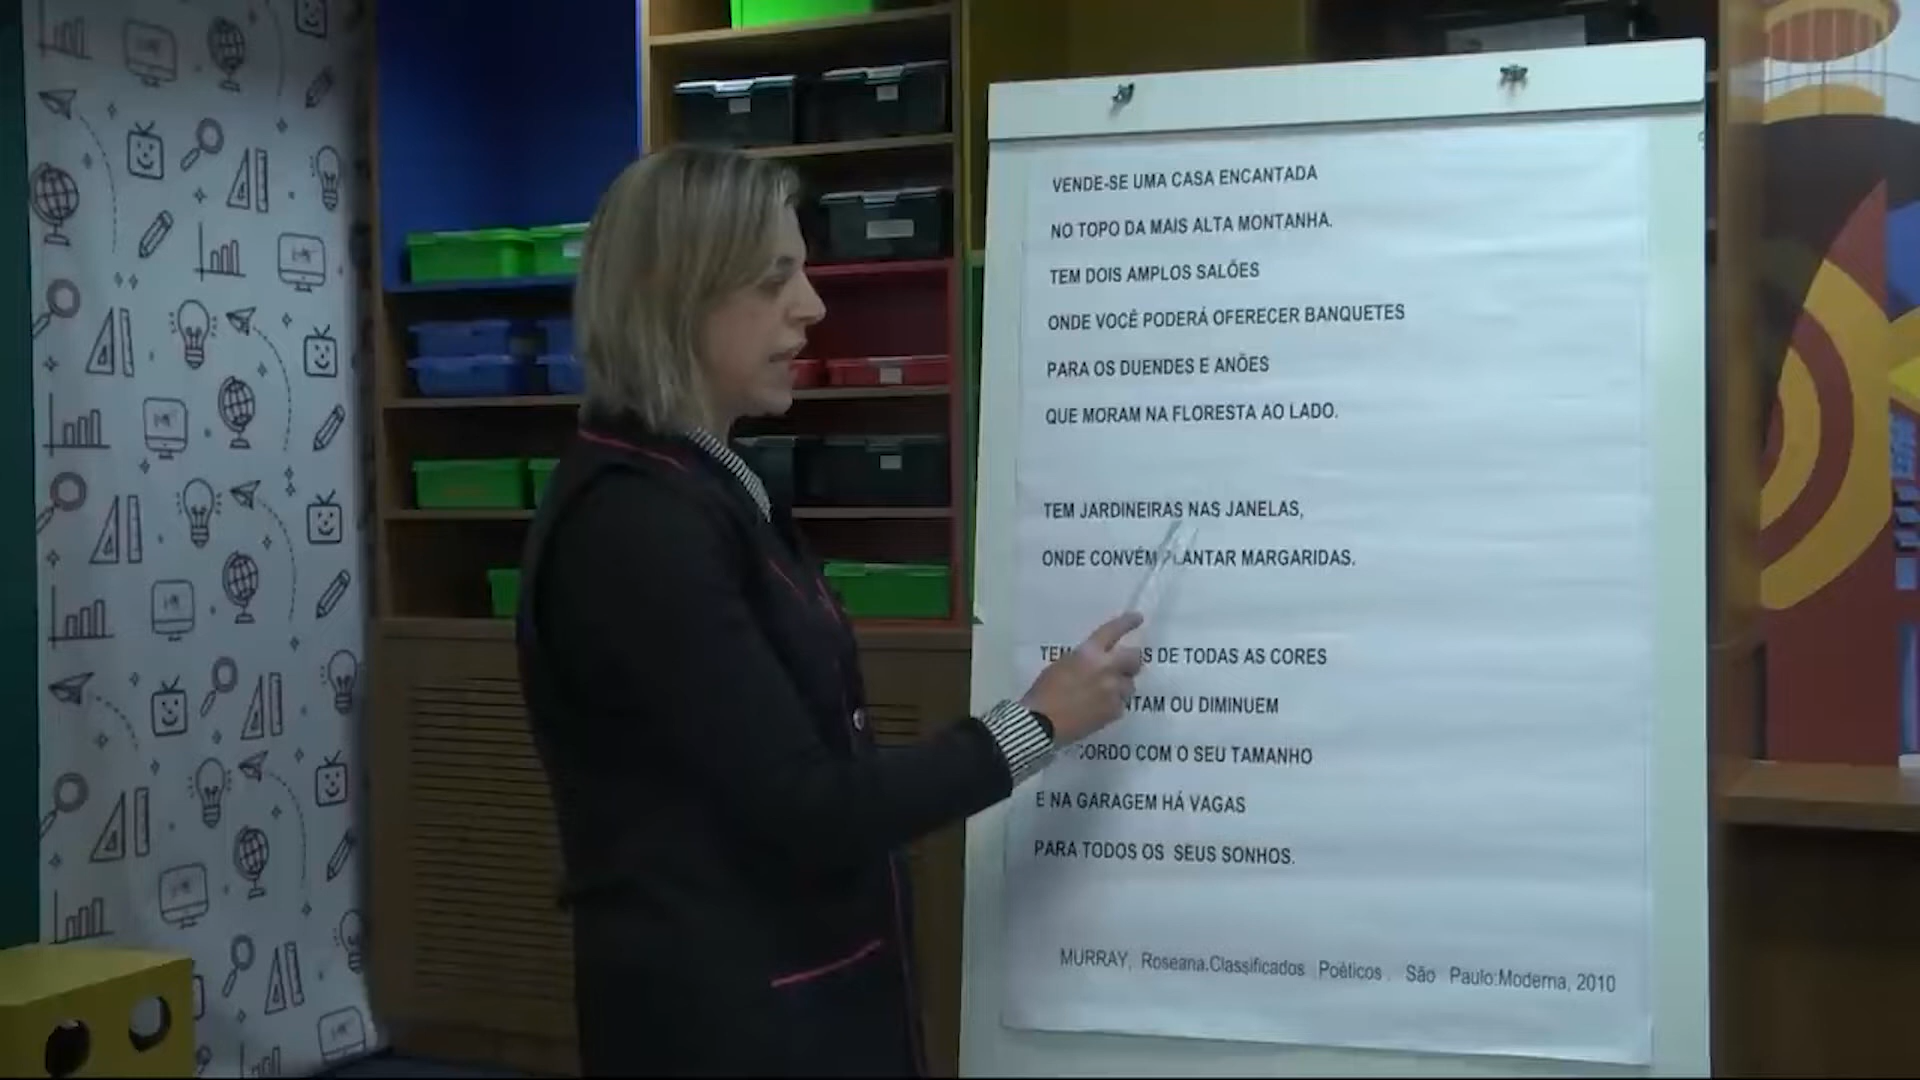 VENDE-SE UMA CASA ENCANTADA
NO TOPO DA MAIS ALTA MONTANHA.
TEM DOIS AMPLOS SALÕES
ONDE VOCÊ PODERÁ OFERECER BANQUETES
PARA OS DUENDES E ANÕES
QUE MORAM NA FLORESTA AO LADO.
TEM JARDINEIRAS NAS JANELAS,
ONDE CONVÉM PLANTAR MARGARIDAS.
DE TODAS AS CORES
OU DIMINUEM
COM O SEU TAMANHO
E NA GARAGEM HÁ VAGAS
PARA TODOS OS SEUS SONHOS.
MURRAY, Roseana.Classificados Poéticos . São Paulo:Moderna, 2010